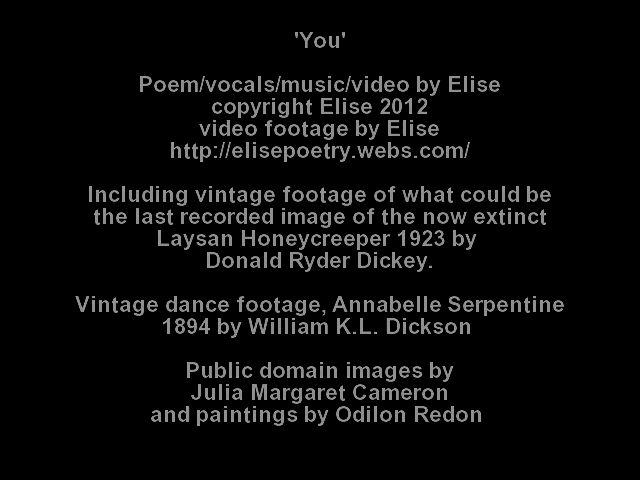 'You'
Poem/vocals/music/video by Elise
copyright Elise 2012
video footage by Elise
http://elisepoetry.webs.com/
Including vintage footage of what could be
the last recorded image of the now extinct
Laysan Honeycreeper 1923 by
Donald Ryder Dickey.
Vintage dance footage, Annabelle Serpentine
1894 by William K.L. Dickson
Public domain images by
Julia Margaret Cameron
and paintings by Odilon Redon